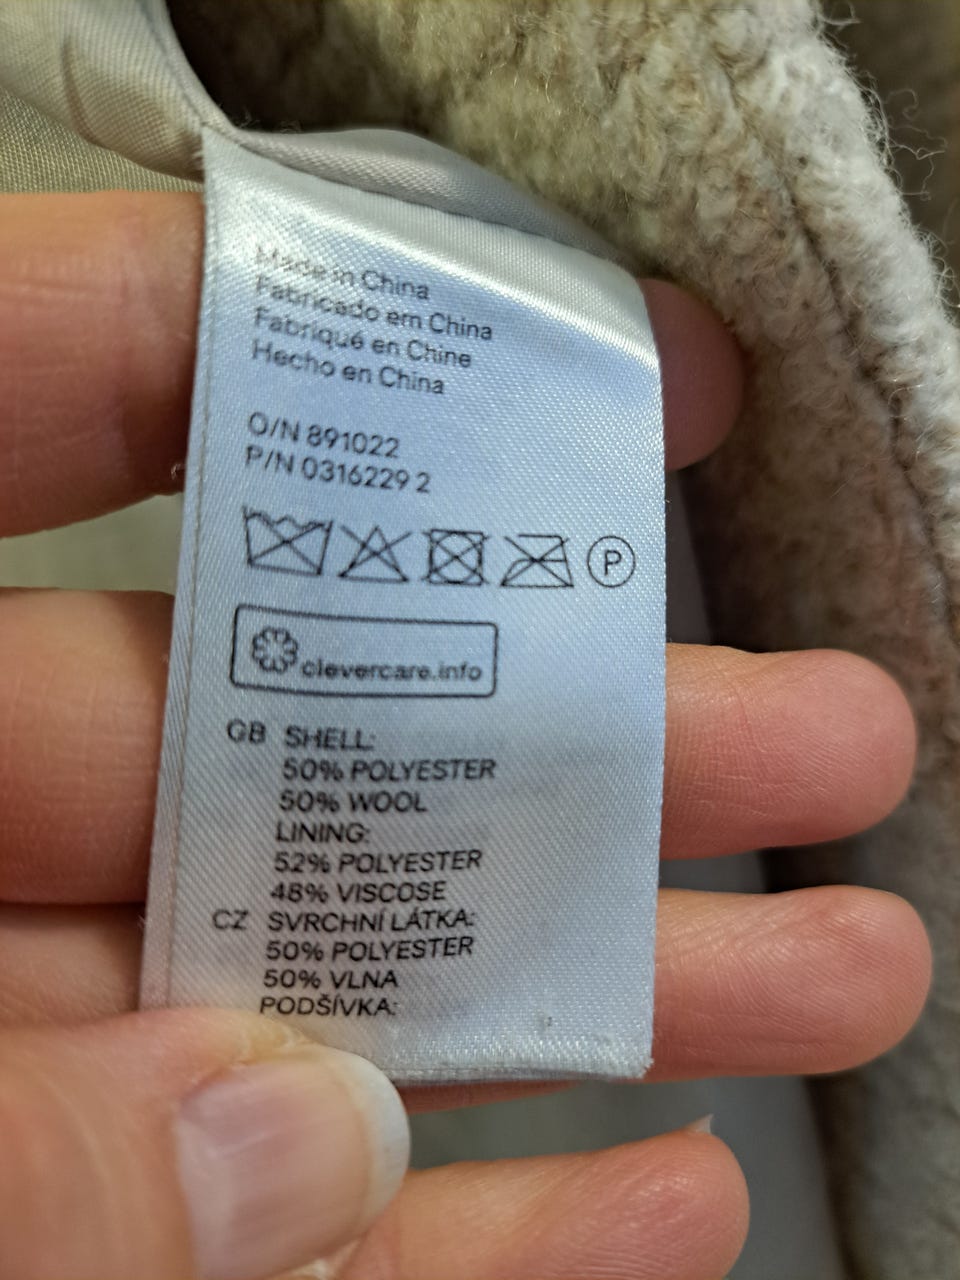 Made in China
Fabricado em China
Fabriqué en Chine
Hecho en China
O/N 891022
P/N 0316229 2
P
clevercare.info
GB SHELL:
50% POLYESTER
50% WOOL
LINING:
52% POLYESTER
48% VISCOSE
CZ SVRCHNÍ LÁTKA:
50% POLYESTER
50% VLNA
PODŠÍVKA: